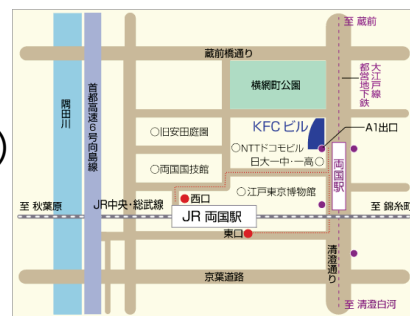 至 蔵前
蔵前橋通り
大江戸線
都営地下鉄
横網町公園
隅田川
首都高速6号向島線
KFCビル
A1出口
○旧安田庭園
○NTTドコモビル
日大一中・一高○
○両国国技館
両国駅
○江戸東京博物館
西口
至 秋葉原
JR中央・総武線
至 錦糸町
JR 両国駅
東口
清澄通り
京葉道路
至 清澄白河